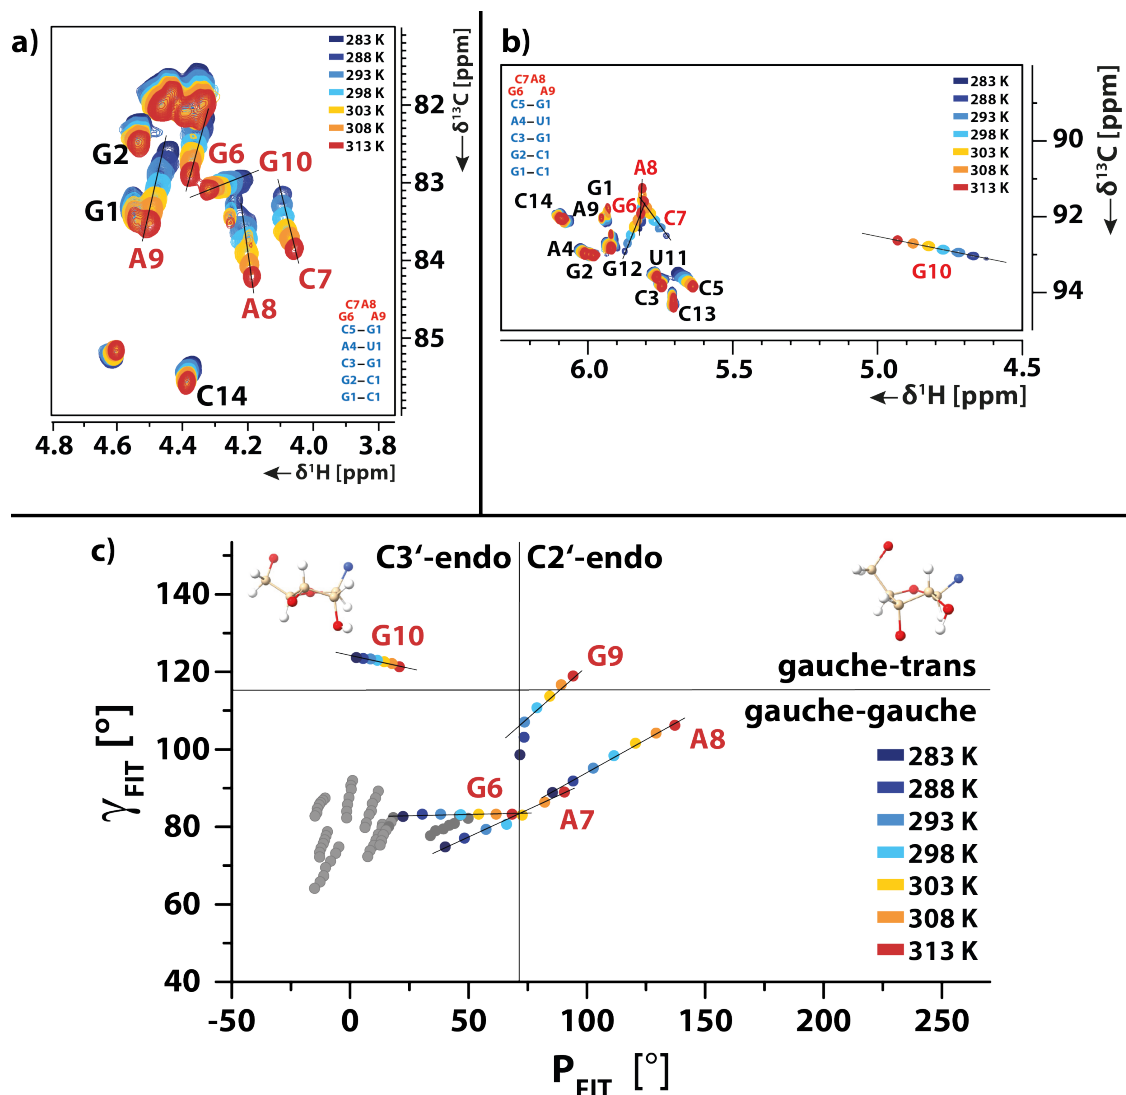 a)
283 K
288 K
293 K
298 K
303 K
308 K
313 K
G2
G6
G10
G1
A9
A8
C7
C14
C7 A8
G6 A9
C5–G1
A4–U1
C3–G1
G2–C1
G1–C1
82
83
84
85
← δ¹³C [ppm]
4.8 4.6 4.4 4.2 4.0 3.8
← δ¹H [ppm]
b)
C7 A8
G6 A9
C5–G1
A4–U1
C3–G1
G2–C1
G1–C1
283 K
288 K
293 K
298 K
303 K
308 K
313 K
A8
G1
C14 A9 G6
C7
A4
G2 G12 U11
C3 C5
C13
G10
90
92
94
← δ¹³C [ppm]
6.0 5.5 5.0 4.5
← δ¹H [ppm]
c)
C3‘-endo C2‘-endo
G10
G9
gauche-trans
gauche-gauche
A8
G6
A7
283 K
288 K
293 K
298 K
303 K
308 K
313 K
140
120
100
80
60
40
γFIT [°]
-50 0 50 100 150 200 250
PFIT [°]